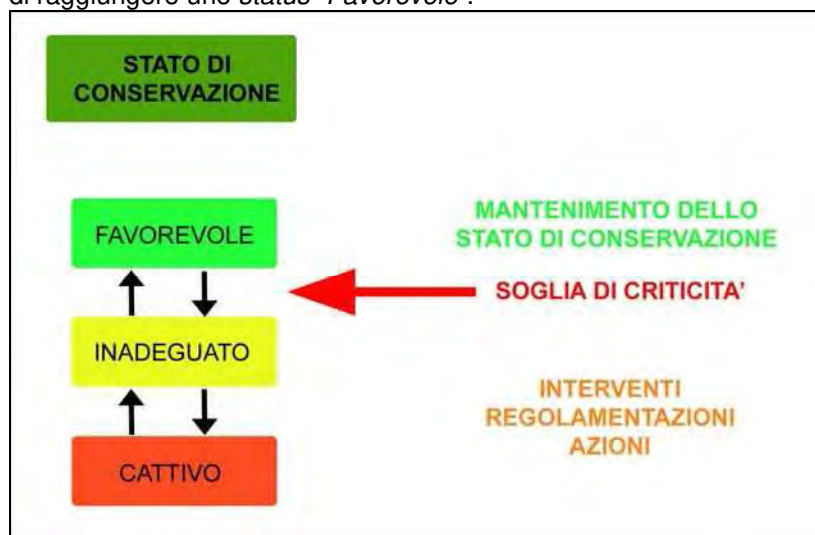 di raggiungere uno status "Favorevole".
STATO DI
CONSERVAZIONE
FAVOREVOLE
MANTENIMENTO DELLO
STATO DI CONSERVAZIONE
SOGLIA DI CRITICITA'
INADEGUATO
INTERVENTI
REGOLAMENTAZIONI
AZIONI
CATTIVO